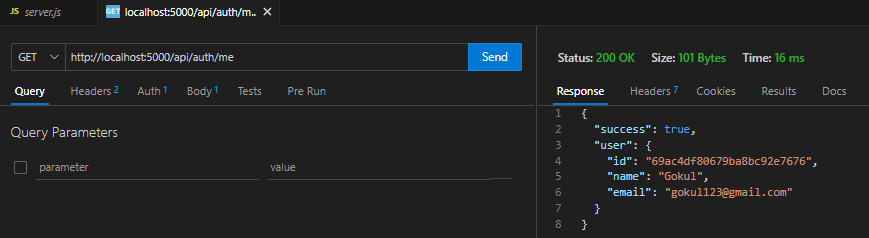 JS server.js GET localhost:5000/api/auth/m.. ×
GET http://localhost:5000/api/auth/me Send
Query Headers 2 Auth 1 Body 1 Tests Pre Run
Query Parameters
parameter value
Status: 200 OK Size: 101 Bytes Time: 16 ms
Response Headers 7 Cookies Results Docs
1 {
2 "success": true,
3 "user": {
4 "id": "69ac4df80679ba8bc92e7676",
5 "name": "Gokul",
6 "email": "gokul123@gmail.com"
7 }
8 }